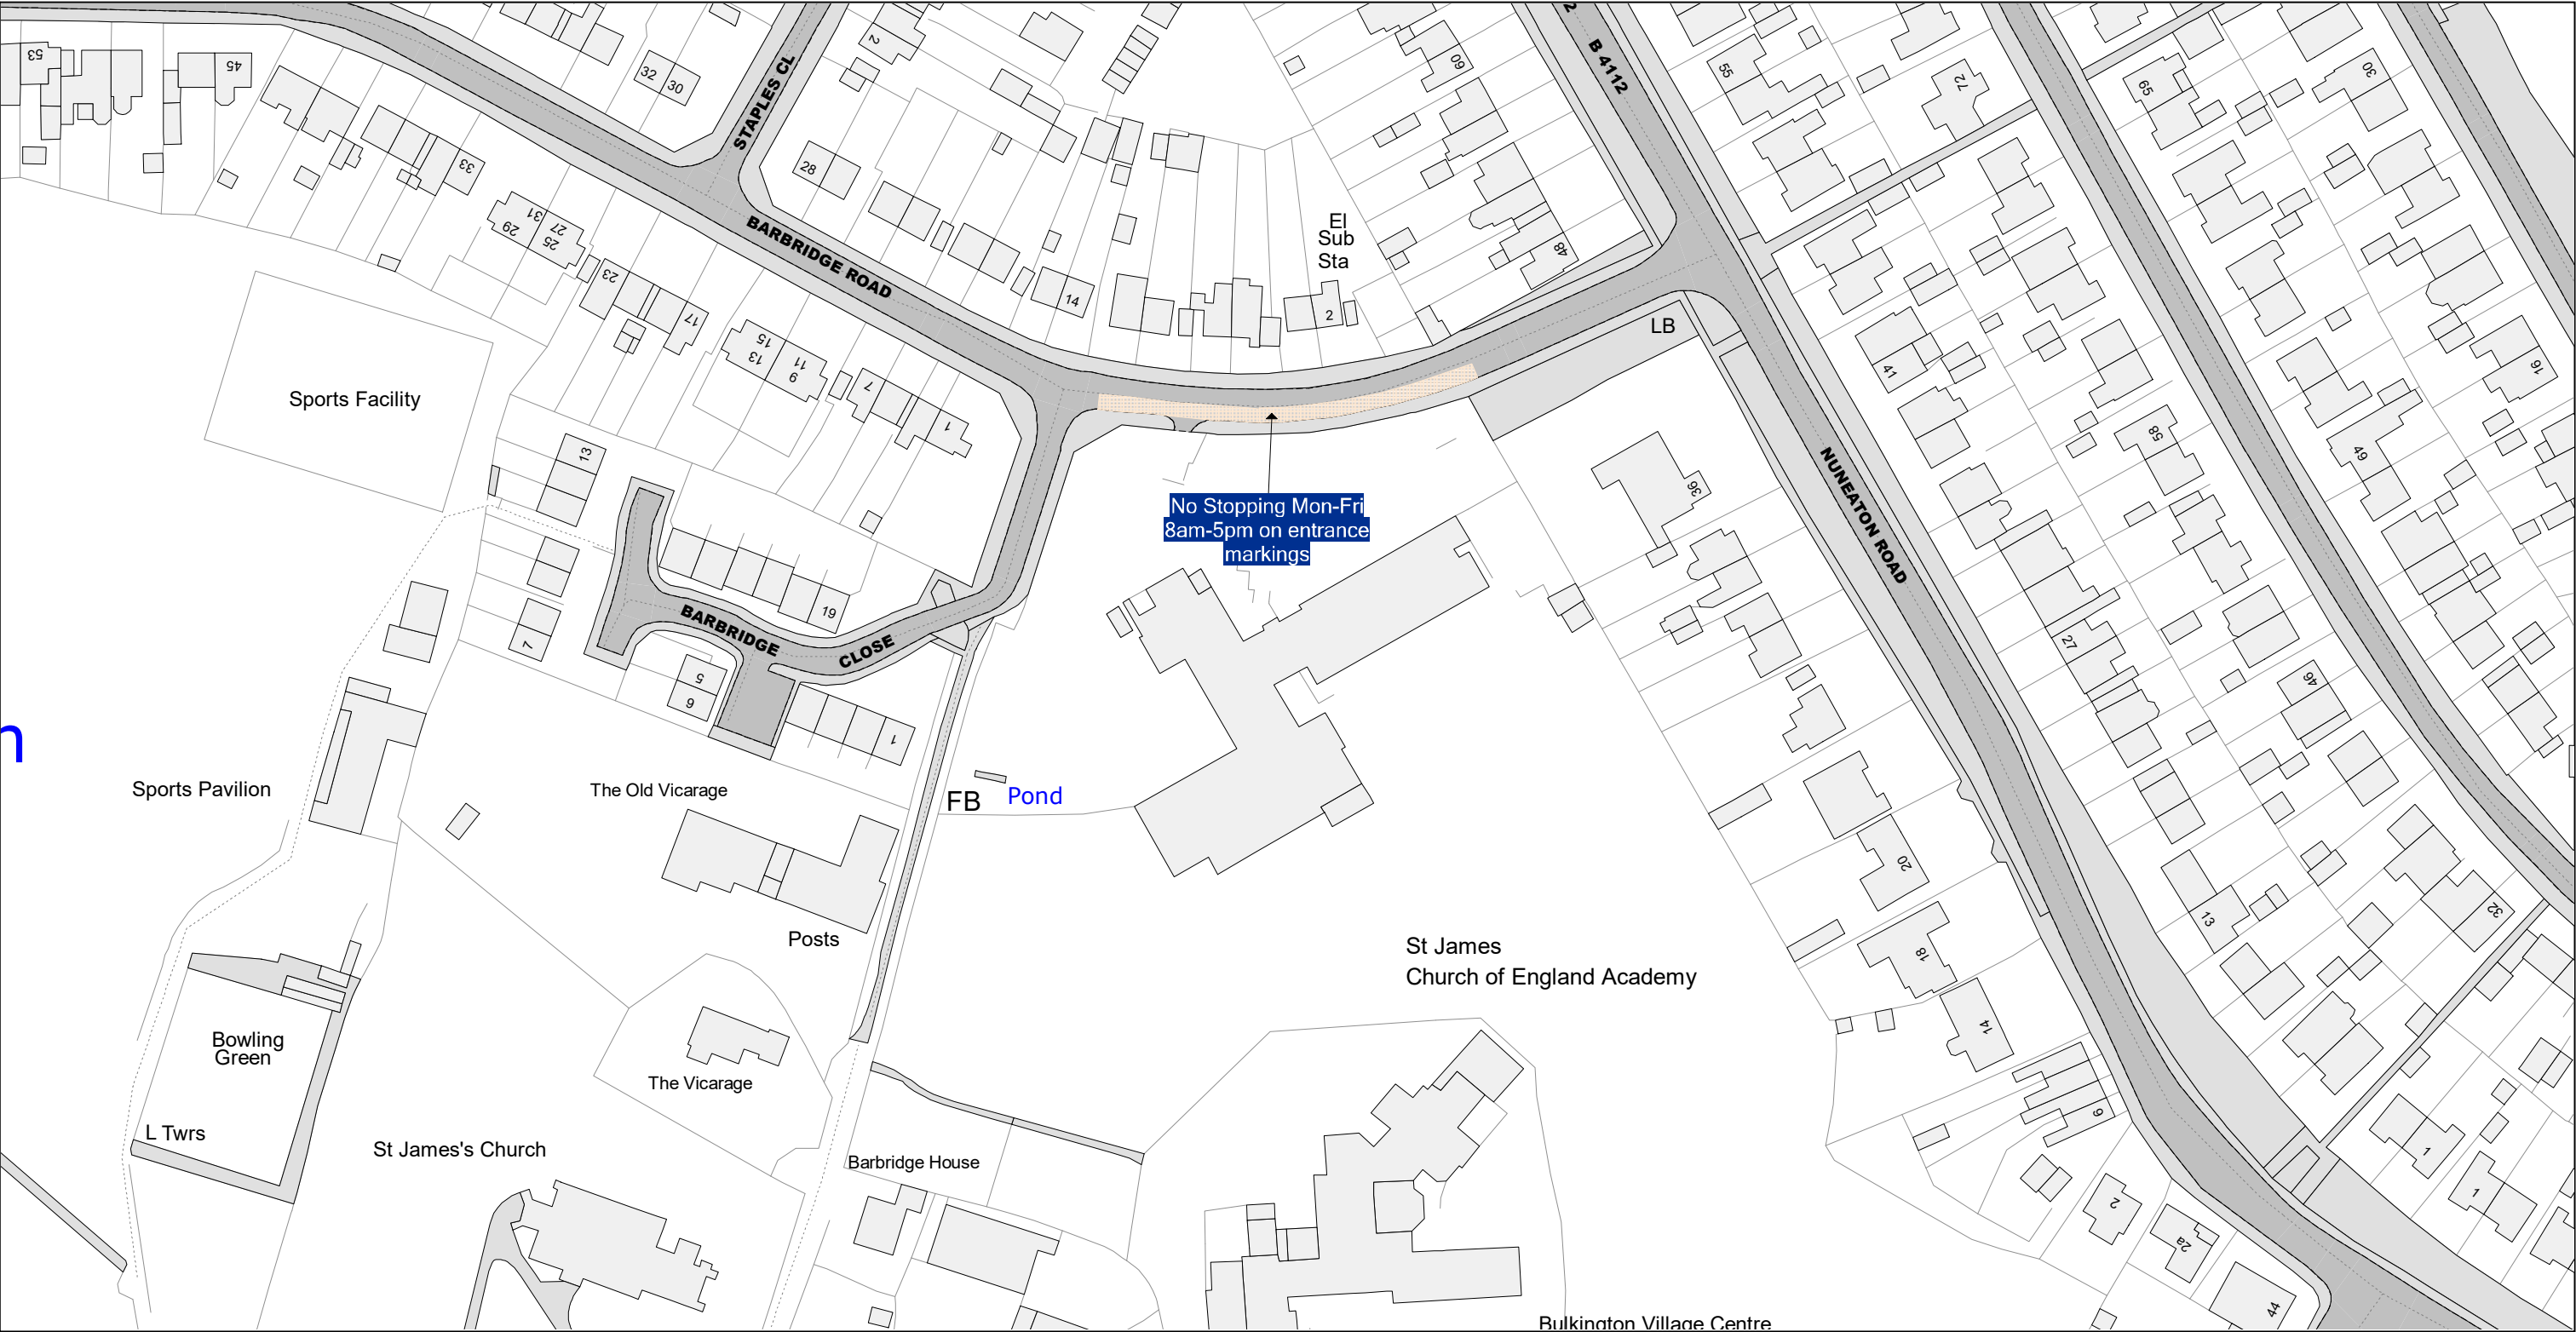 53
45
32
30
STAPLES CL
2
60
B 4112
2
55
72
65
30
33
28
31
27
29
25
23
17
BARBRIDGE ROAD
14
El
Sub
Sta
2
48
LB
15
11
13
9
7
1
41
16
Sports Facility
13
No Stopping Mon-Fri
8am-5pm on entrance
markings
36
NUNEATON ROAD
58
49
19
BARBRIDGE
CLOSE
7
5
6
1
27
46
n
Sports Pavilion
The Old Vicarage
FB
Pond
20
13
32
Posts
St James
Church of England Academy
18
14
Bowling
Green
The Vicarage
L Twrs
St James's Church
Barbridge House
1
1
2
2a
44
Bulkington Village Centre